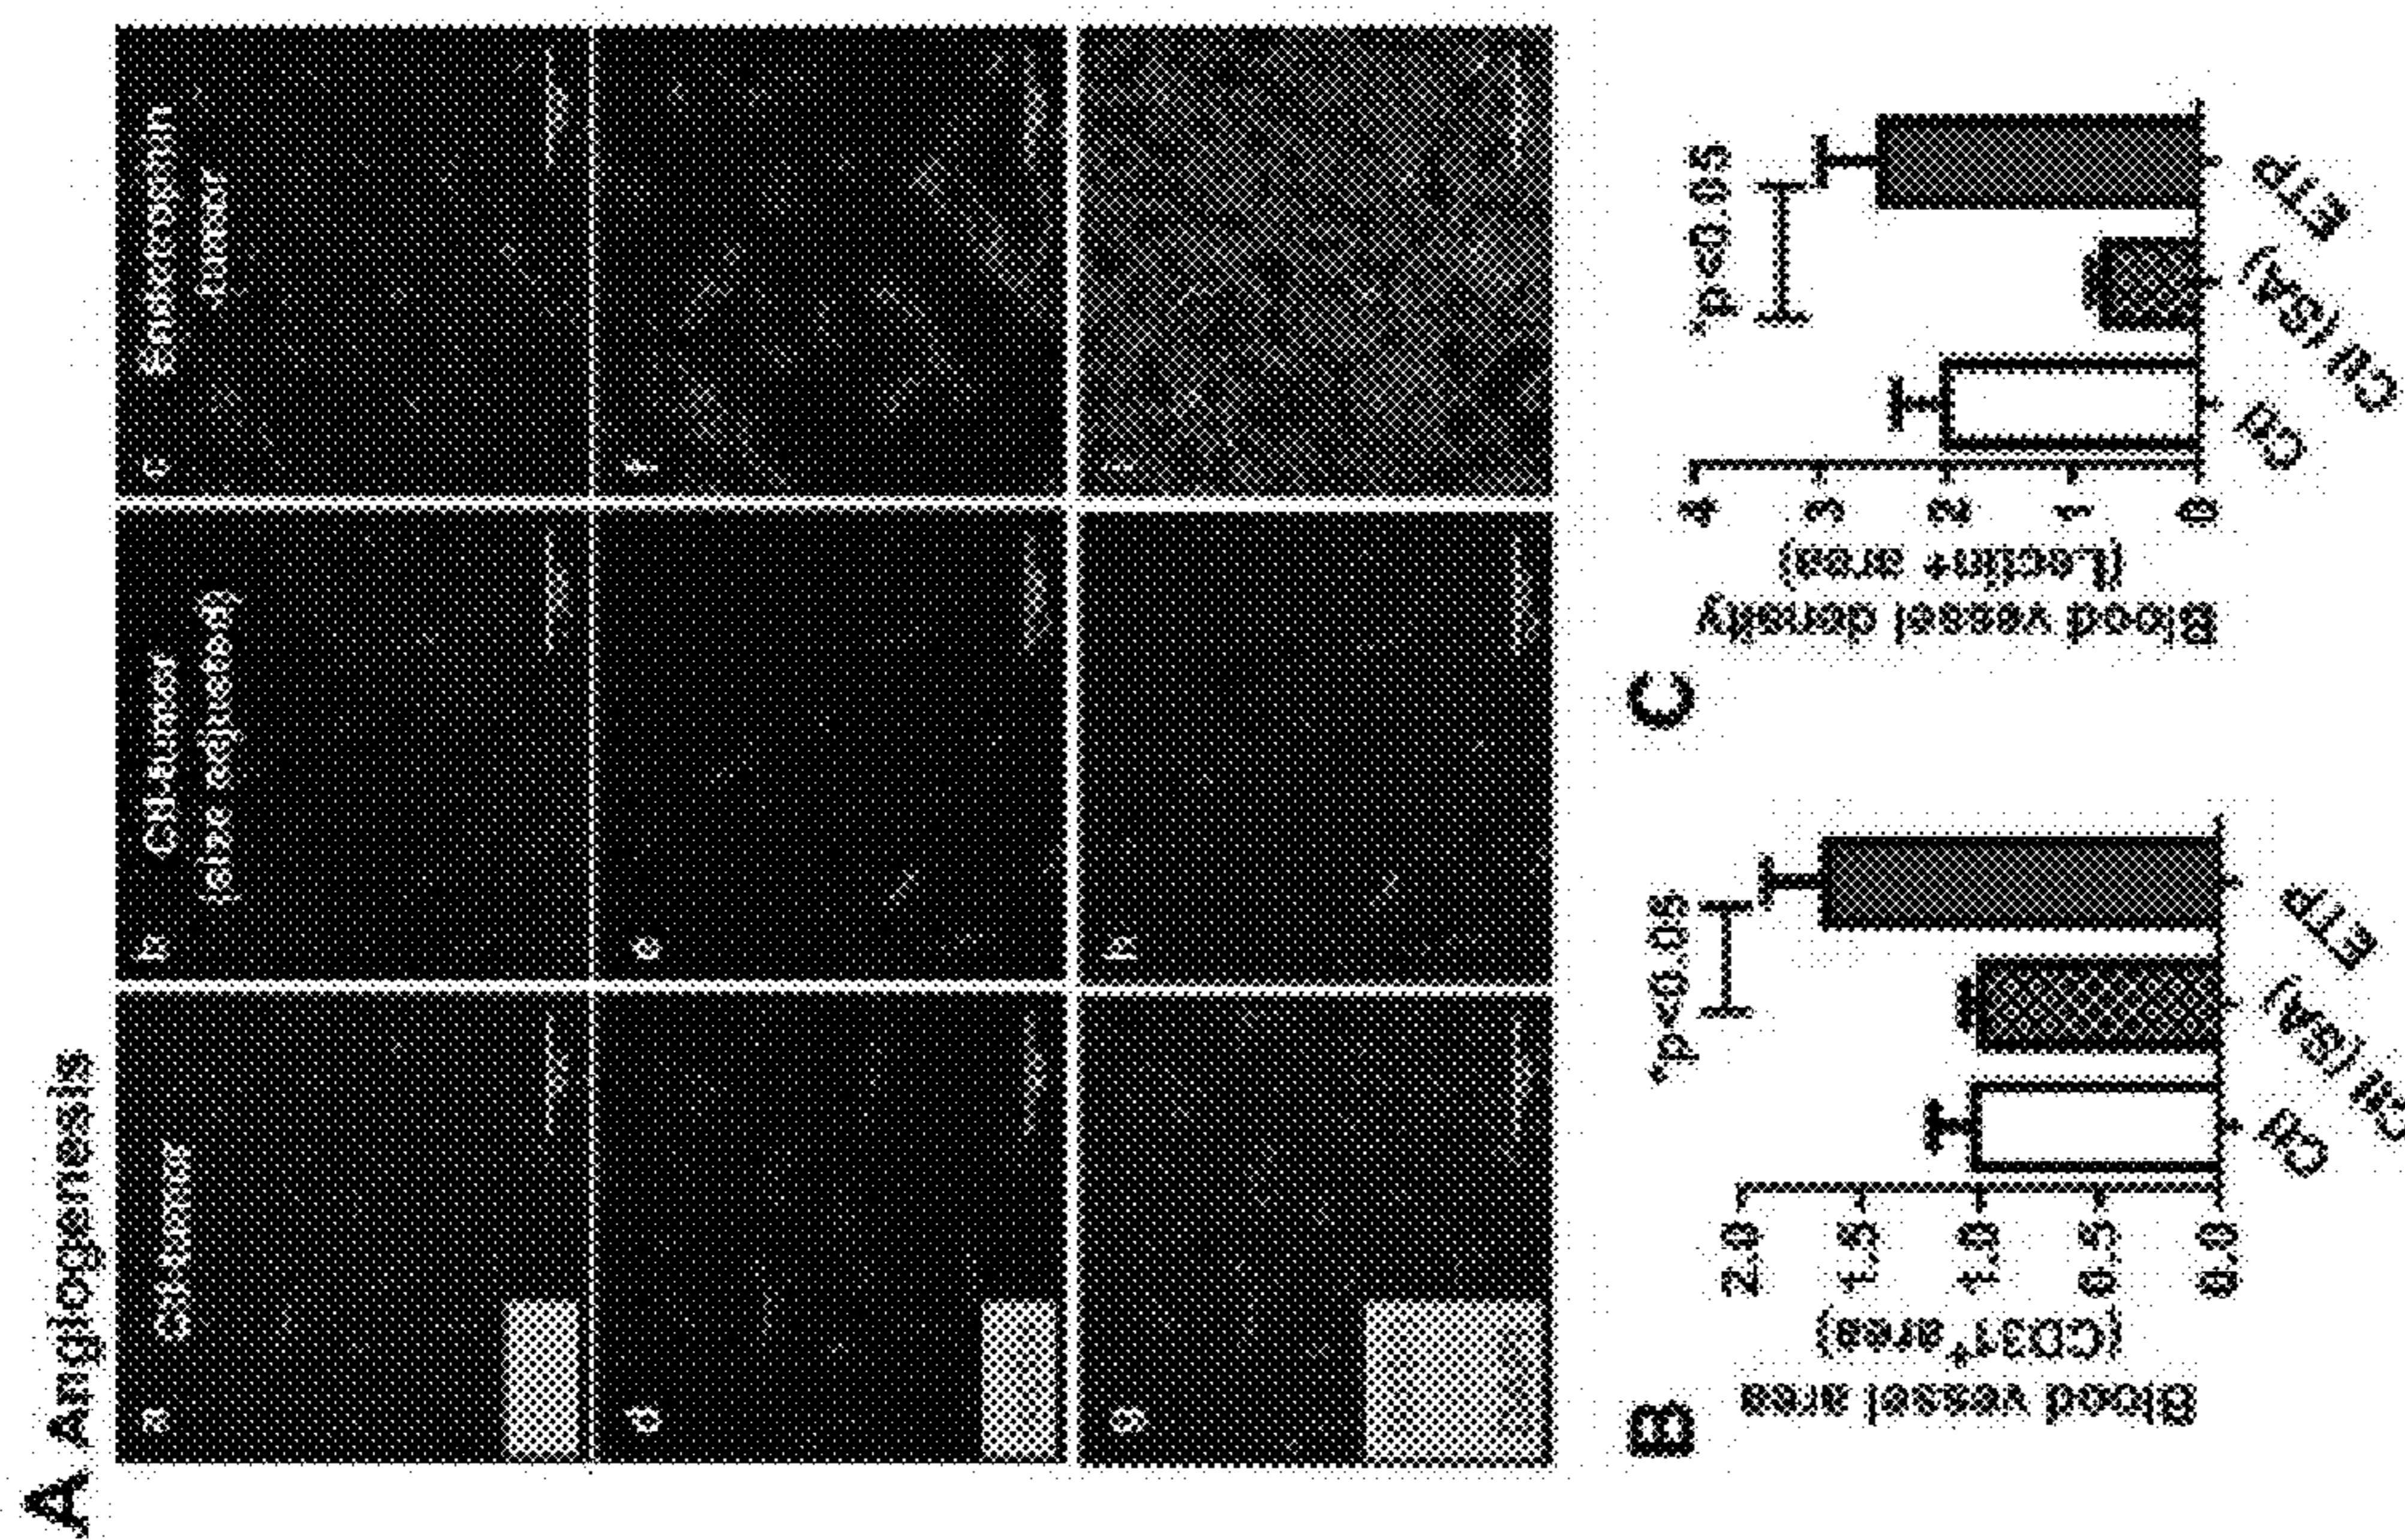 A Angiogenesis
a
Ctl-tumor
b
Ctl-tumor
(size adjusted)
c
Endotrophin
-tumor
d
e
f
g
h
i
B
Blood vessel area
(CD31⁺area)
2.0
1.5
1.0
0.5
0.0
*p<0.05
Ctl
Ctl (SA)
ETP
C
Blood vessel density
(Lectin+ area)
4
3
2
1
0
*p<0.05
Ctl
Ctl (SA)
ETP